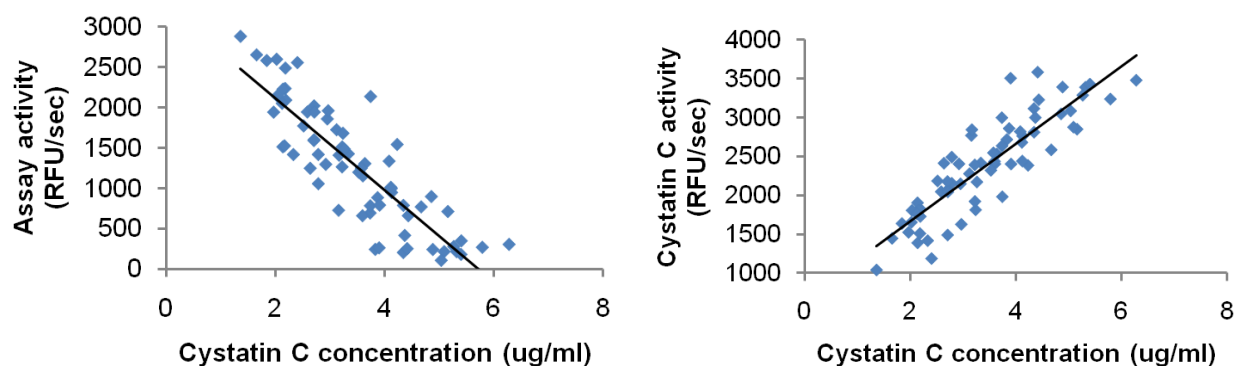 Assay activity
(RFU/sec)
3000
2500
2000
1500
1000
500
0
0 2 4 6 8
Cystatin C concentration (ug/ml)
Cystatin C activity
(RFU/sec)
4000
3500
3000
2500
2000
1500
1000
0 2 4 6 8
Cystatin C concentration (ug/ml)